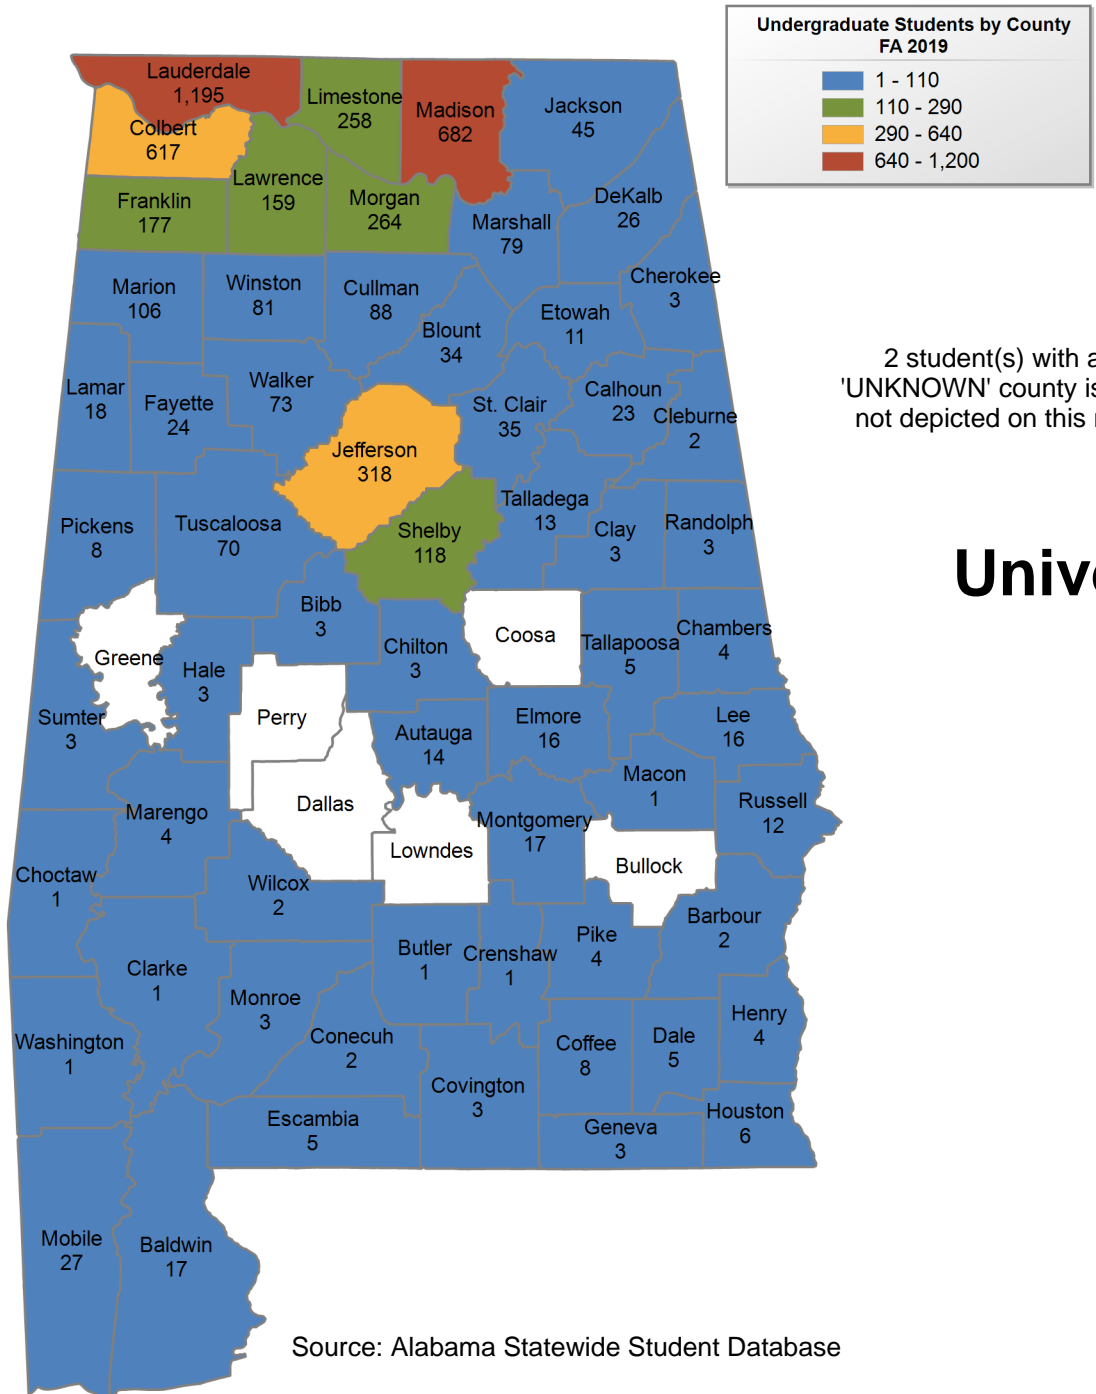 Undergraduate Students by County
FA 2019
1 - 110
110 - 290
290 - 640
640 - 1,200
Lauderdale
1,195
Limestone
258
Madison
682
Jackson
45
Colbert
617
Franklin
177
Lawrence
159
Morgan
264
Marshall
79
DeKalb
26
Cherokee
3
Marion
106
Winston
81
Cullman
88
Blount
34
Etowah
11
2 student(s) with a
'UNKNOWN' county is
not depicted on this
Lamar
18
Fayette
24
Walker
73
Jefferson
318
St. Clair
35
Calhoun
23
Cleburne
2
Pickens
8
Tuscaloosa
70
Shelby
118
Talladega
13
Clay
3
Randolph
3
Bibb
3
Chilton
3
Coosa
Tallapoosa
5
Chambers
4
Greene
Hale
3
Sumter
3
Perry
Autauga
14
Elmore
16
Lee
16
Macon
1
Russell
12
Dallas
Marengo
4
Lowndes
Montgomery
17
Bullock
Choctaw
1
Wilcox
2
Barbour
2
Clarke
1
Monroe
3
Butler
1
Crenshaw
1
Pike
4
Henry
4
Washington
1
Conecuh
2
Covington
3
Coffee
8
Dale
5
Escambia
5
Geneva
3
Houston
6
Mobile
27
Baldwin
17
Source: Alabama Statewide Student Database